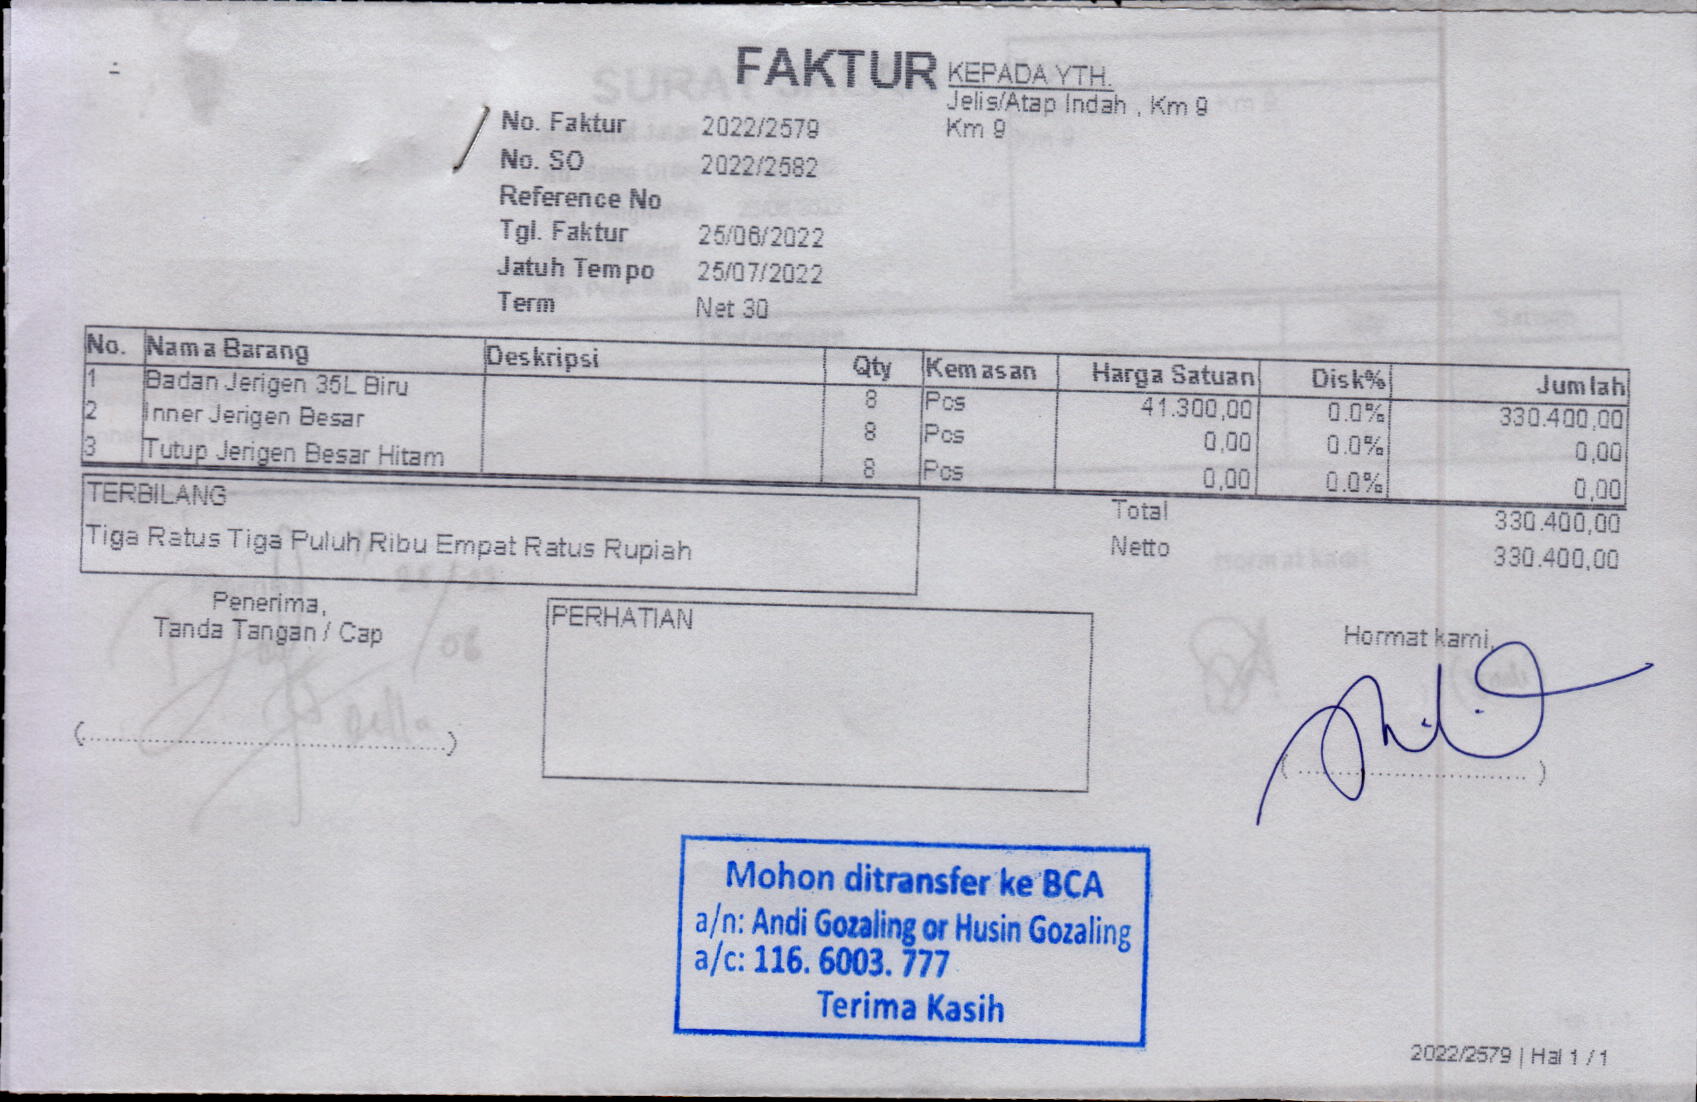 FAKTUR
KEPADA YTH.
Jelis/Atap Indah , Km 9
Km 9
No. Faktur 2022/2579
No. SO 2022/2582
Reference No
Tgl. Faktur 25/06/2022
Jatuh Tempo 25/07/2022
Term Net 30
No. Nama Barang Deskripsi Qty Kemasan Harga Satuan Disk% Jumlah
1 Badan Jerigen 35L Biru 8 Pcs 41.300,00 0.0% 330.400,00
2 Inner Jerigen Besar 8 Pcs 0,00 0.0% 0,00
3 Tutup Jerigen Besar Hitam 8 Pcs 0,00 0.0% 0,00
Total 330.400,00
Netto 330.400,00
TERBILANG
Tiga Ratus Tiga Puluh Ribu Empat Ratus Rupiah
Penerima,
Tanda Tangan / Cap
(.............................................................)
PERHATIAN
Hormat kami,
( ...................................... )
Mohon ditransfer ke BCA
a/n: Andi Gozaling or Husin Gozaling
a/c: 116. 6003. 777
Terima Kasih
2022/2579 | Hal 1 / 1